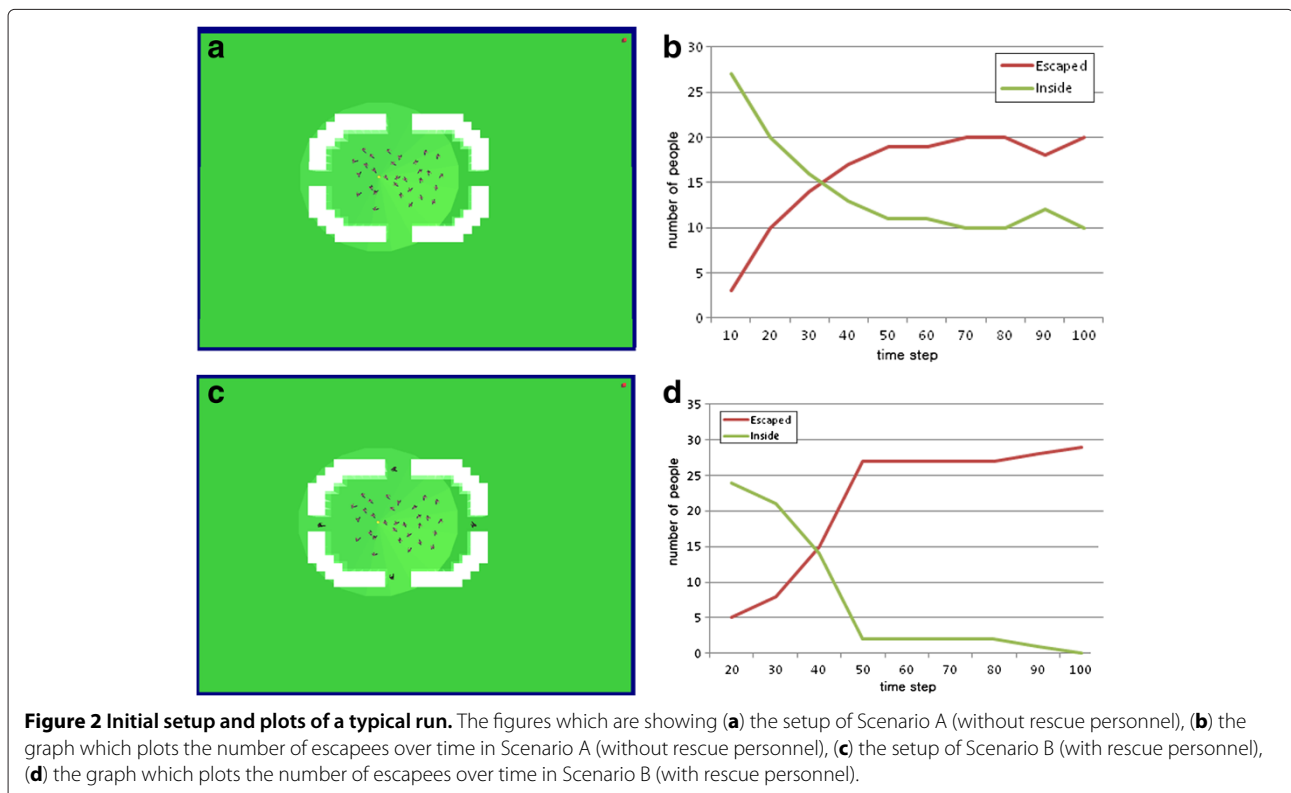 a
b
30
25
20
15
10
5
0
number of people
Escaped
Inside
10 20 30 40 50 60 70 80 90 100
time step
c
d
35
30
25
20
15
10
5
0
number of people
Escaped
Inside
20 30 40 50 60 70 80 90 100
time step
Figure 2 Initial setup and plots of a typical run. The figures which are showing (a) the setup of Scenario A (without rescue personnel), (b) the
graph which plots the number of escapees over time in Scenario A (without rescue personnel), (c) the setup of Scenario B (with rescue personnel),
(d) the graph which plots the number of escapees over time in Scenario B (with rescue personnel).